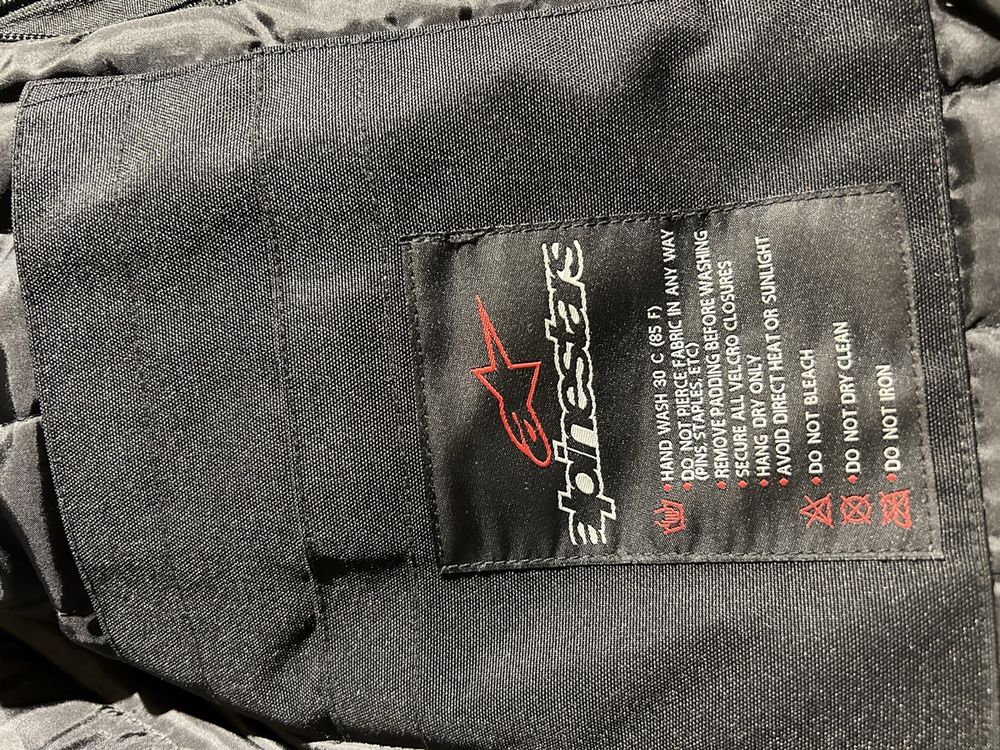 alpinestars
• HAND WASH 30 C (85 F)
• DO NOT PIERCE FABRIC IN ANY WAY
(PINS, STAPLES, ETC)
• REMOVE PADDING BEFORE WASHING
• SECURE ALL VELCRO CLOSURES
• HANG DRY ONLY
• AVOID DIRECT HEAT OR SUNLIGHT
• DO NOT BLEACH
• DO NOT DRY CLEAN
• DO NOT IRON